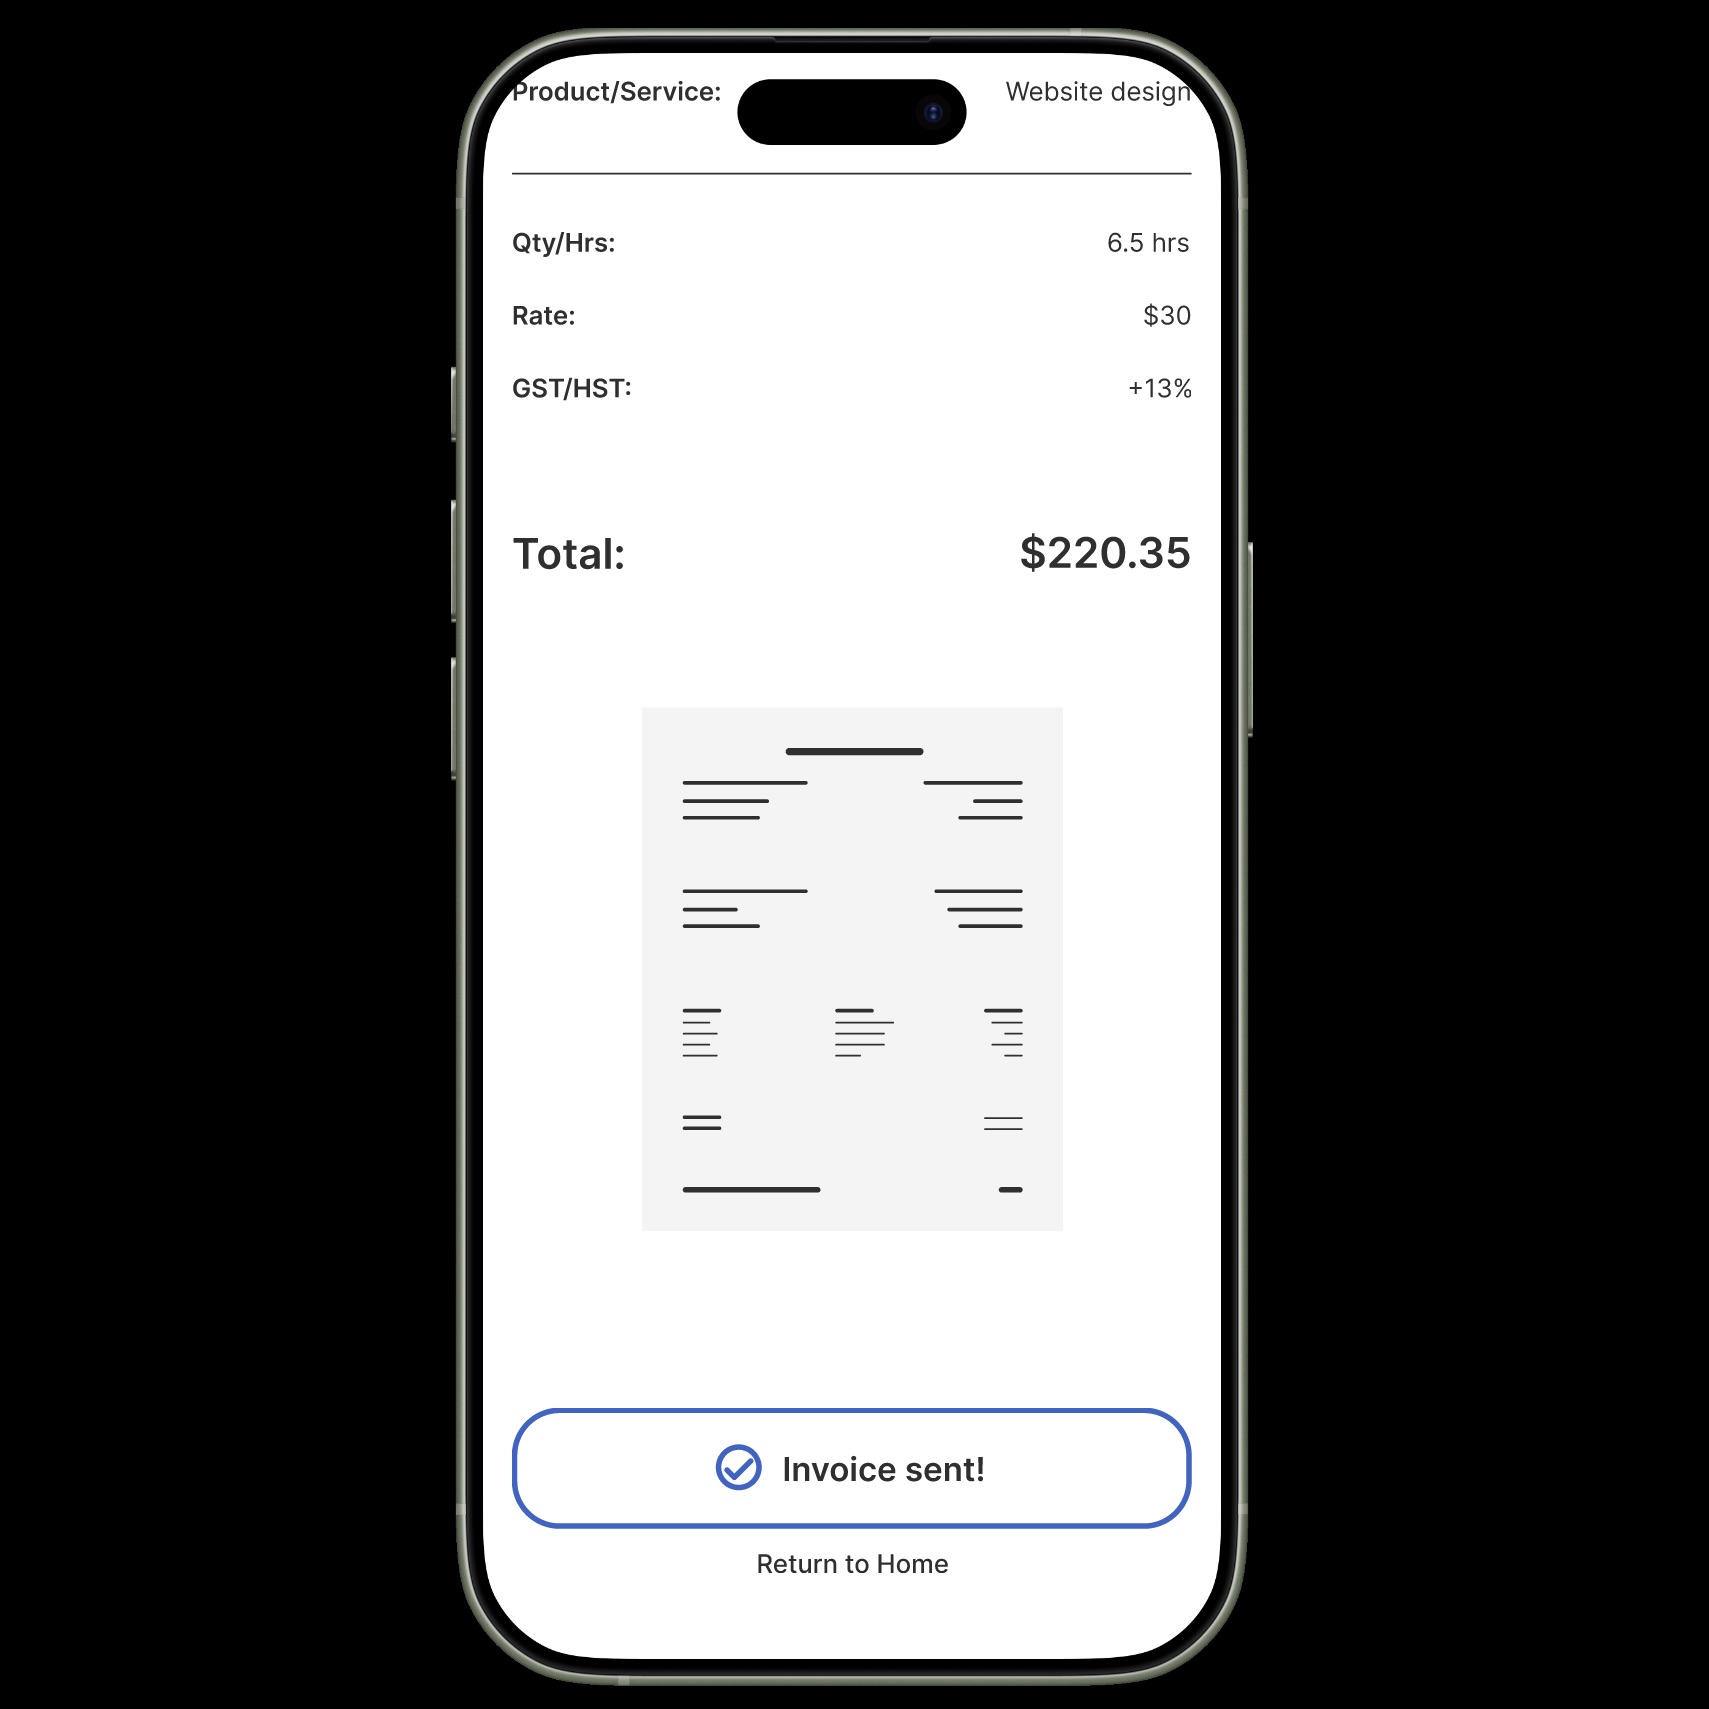 Product/Service: Website design
Qty/Hrs: 6.5 hrs
Rate: $30
GST/HST: +13%
Total: $220.35
Invoice sent!
Return to Home